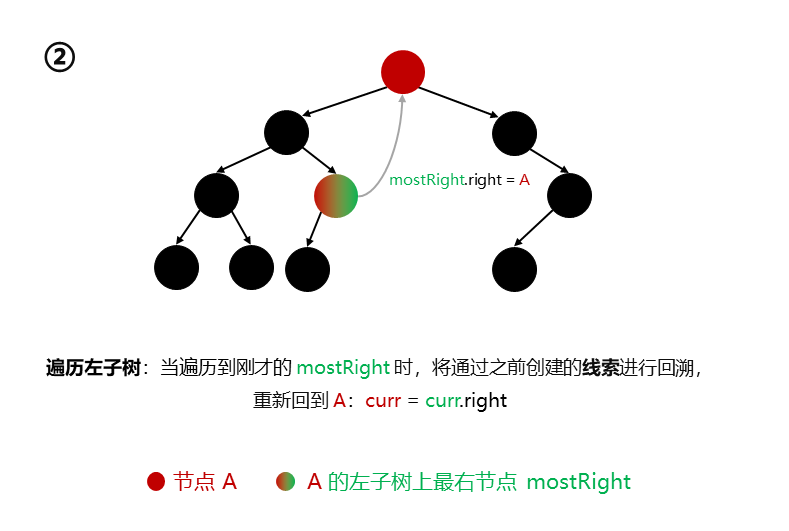 ②
mostRight.right = A
遍历左子树：当遍历到刚才的 mostRight 时，将通过之前创建的线索进行回溯，
重新回到 A：curr = curr.right
节点 A
A 的左子树上最右节点 mostRight